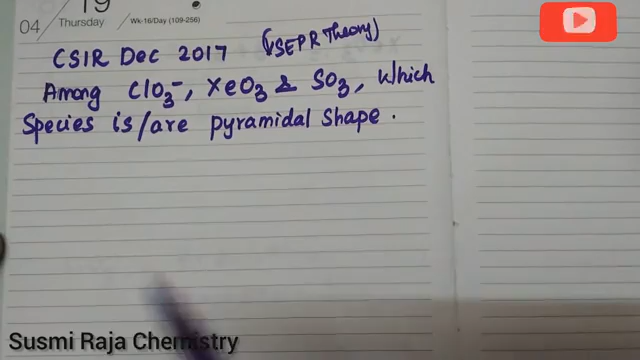 19
04 Thursday Wk-16/Day (109-256)
CSIR Dec 2017 (VSEPR Theory)
Among ClO3-, XeO3 & SO3, which
Species is/are pyramidal shape.
Susmi Raja Chemistry